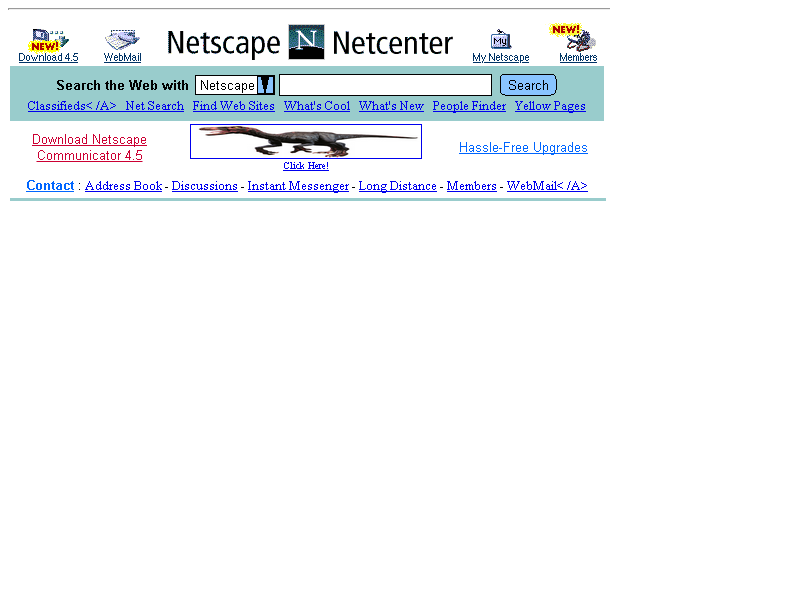 NEW!
NEW!
Netscape N Netcenter
My
Download 4.5 WebMail My Netscape Members
Search the Web with Netscape Search
Classifieds< /A> Net Search Find Web Sites What's Cool What's New People Finder Yellow Pages
Download Netscape
Communicator 4.5
Hassle-Free Upgrades
Click Here!
Contact : Address Book - Discussions - Instant Messenger - Long Distance - Members - WebMail< /A>